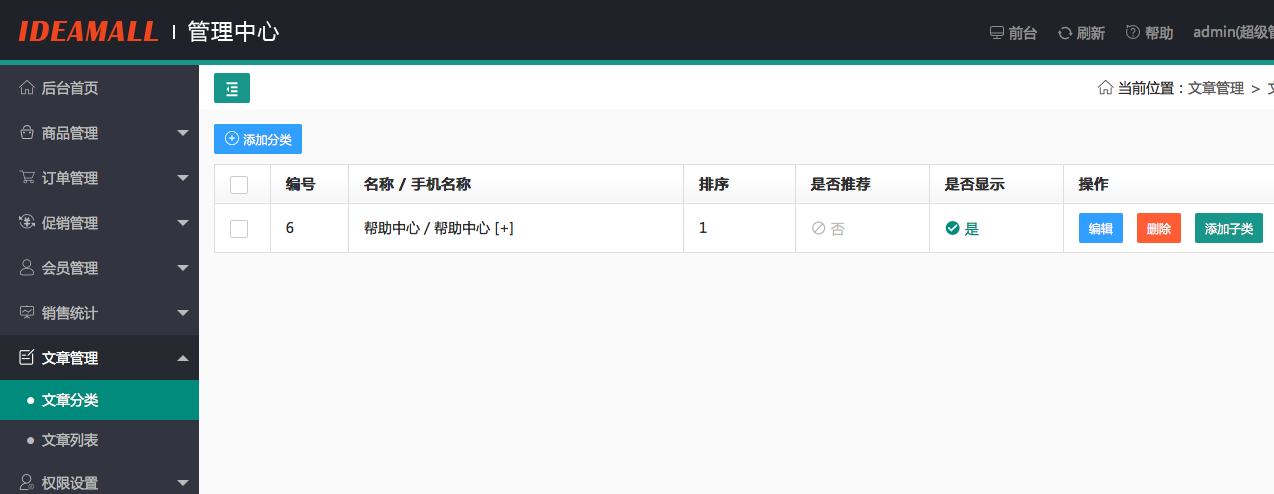 IDEAMALL | 管理中心
前台 刷新 帮助 admin(超级管
后台首页
商品管理
订单管理
促销管理
会员管理
销售统计
文章管理
文章分类
文章列表
权限设置
当前位置：文章管理 >
添加分类
编号 名称 / 手机名称 排序 是否推荐 是否显示 操作
6 帮助中心 / 帮助中心 [+] 1 否 是 编辑 删除 添加子类